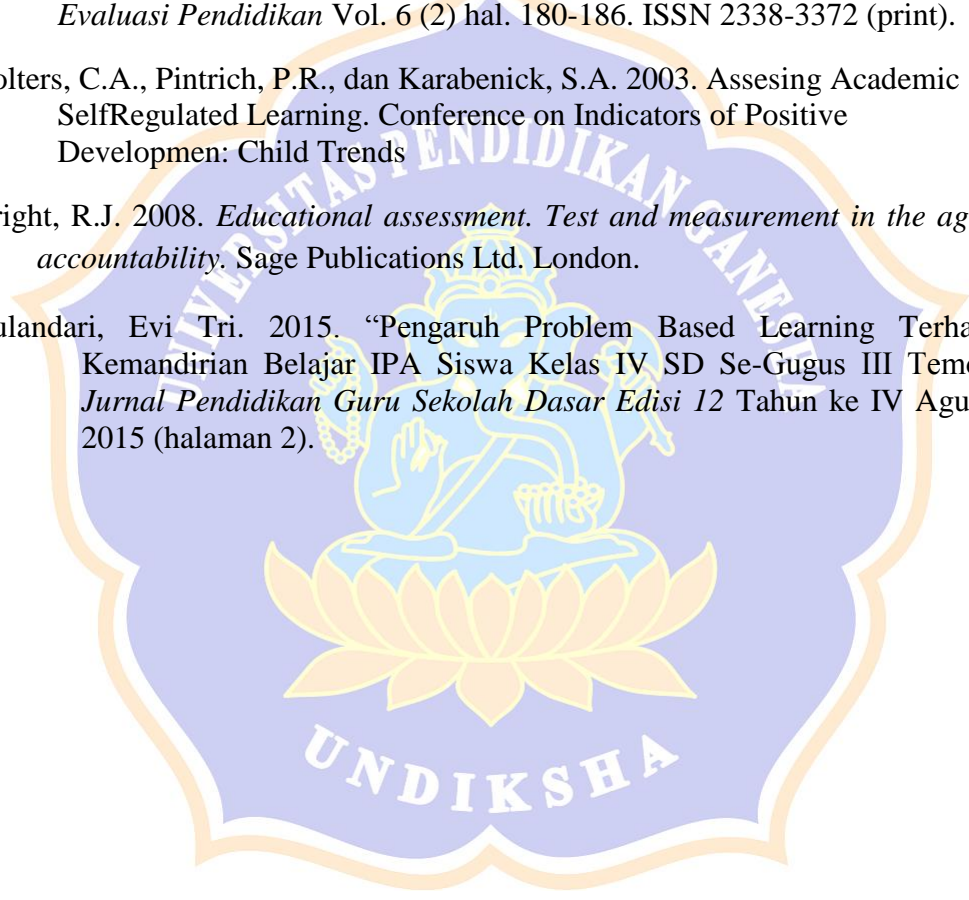 Evaluasi Pendidikan Vol. 6 (2) hal. 180-186. ISSN 2338-3372 (print).
olters, C.A., Pintrich, P.R., dan Karabenick, S.A. 2003. Assesing Academic
SelfRegulated Learning. Conference on Indicators of Positive
Developmen: Child Trends
right, R.J. 2008. Educational assessment. Test and measurement in the ag
accountability. Sage Publications Ltd. London.
ulandari, Evi Tri. 2015. “Pengaruh Problem Based Learning Terha
Kemandirian Belajar IPA Siswa Kelas IV SD Se-Gugus III Temo
Jurnal Pendidikan Guru Sekolah Dasar Edisi 12 Tahun ke IV Agu
2015 (halaman 2).
UNIVERSITAS PENDIDIKAN GANESHA
UNDIKSHA